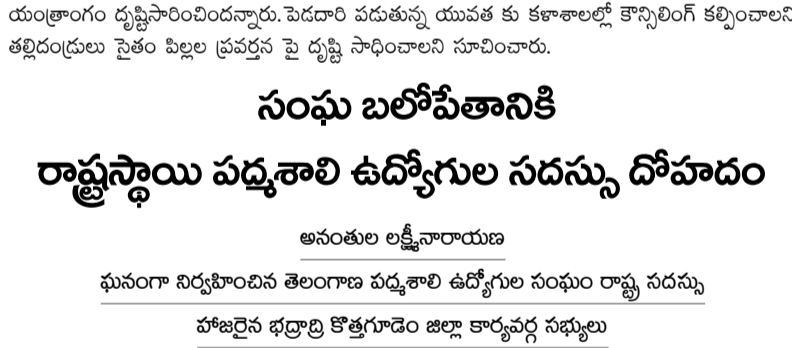 యంత్రాంగం దృష్టిసారించిందన్నారు. పెడదారి పడుతున్న యువత కు కళాశాలల్లో కౌన్సిలింగ్ కల్పించాలని
తల్లిదండ్రులు సైతం పిల్లల ప్రవర్తన పై దృష్టి సాధించాలని సూచించారు.
సంఘ బలోపేతానికి
రాష్ట్రస్థాయి పద్మశాలి ఉద్యోగుల సదస్సు దోహదం
అనంతుల లక్ష్మీనారాయణ
ఘనంగా నిర్వహించిన తెలంగాణ పద్మశాలి ఉద్యోగుల సంఘం రాష్ట్ర సదస్సు
హాజరైన భద్రాద్రి కొత్తగూడెం జిల్లా కార్యవర్గ సభ్యులు